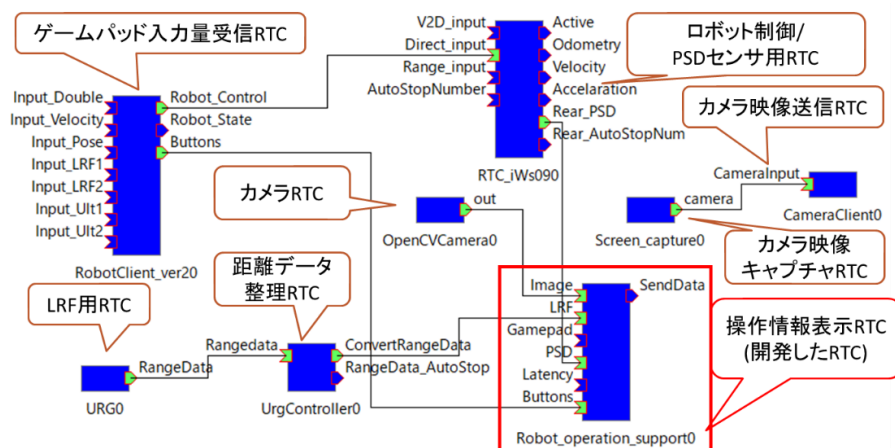 ゲームパッド入力量受信RTC
Input_Double
Input_Velocity
Input_Pose
Input_LRF1
Input_LRF2
Input_Ult1
Input_Ult2
Robot_Control
Robot_State
Buttons
RobotClient_ver20
V2D_input
Direct_input
Range_input
AutoStopNumber
Active
Odometry
Velocity
Accelaration
Rear_PSD
Rear_AutoStopNum
RTC_iWs090
ロボット制御/
PSDセンサ用RTC
カメラ映像送信RTC
CameraInput
CameraClient0
camera
Screen_capture0
カメラ映像
キャプチャRTC
カメラRTC
out
OpenCVCamera0
LRF用RTC
RangeData
URG0
距離データ
整理RTC
Rangedata
ConvertRangeData
RangeData_AutoStop
UrgController0
Image
LRF
Gamepad
PSD
Latency
Buttons
SendData
Robot_operation_support0
操作情報表示RTC
(開発したRTC)